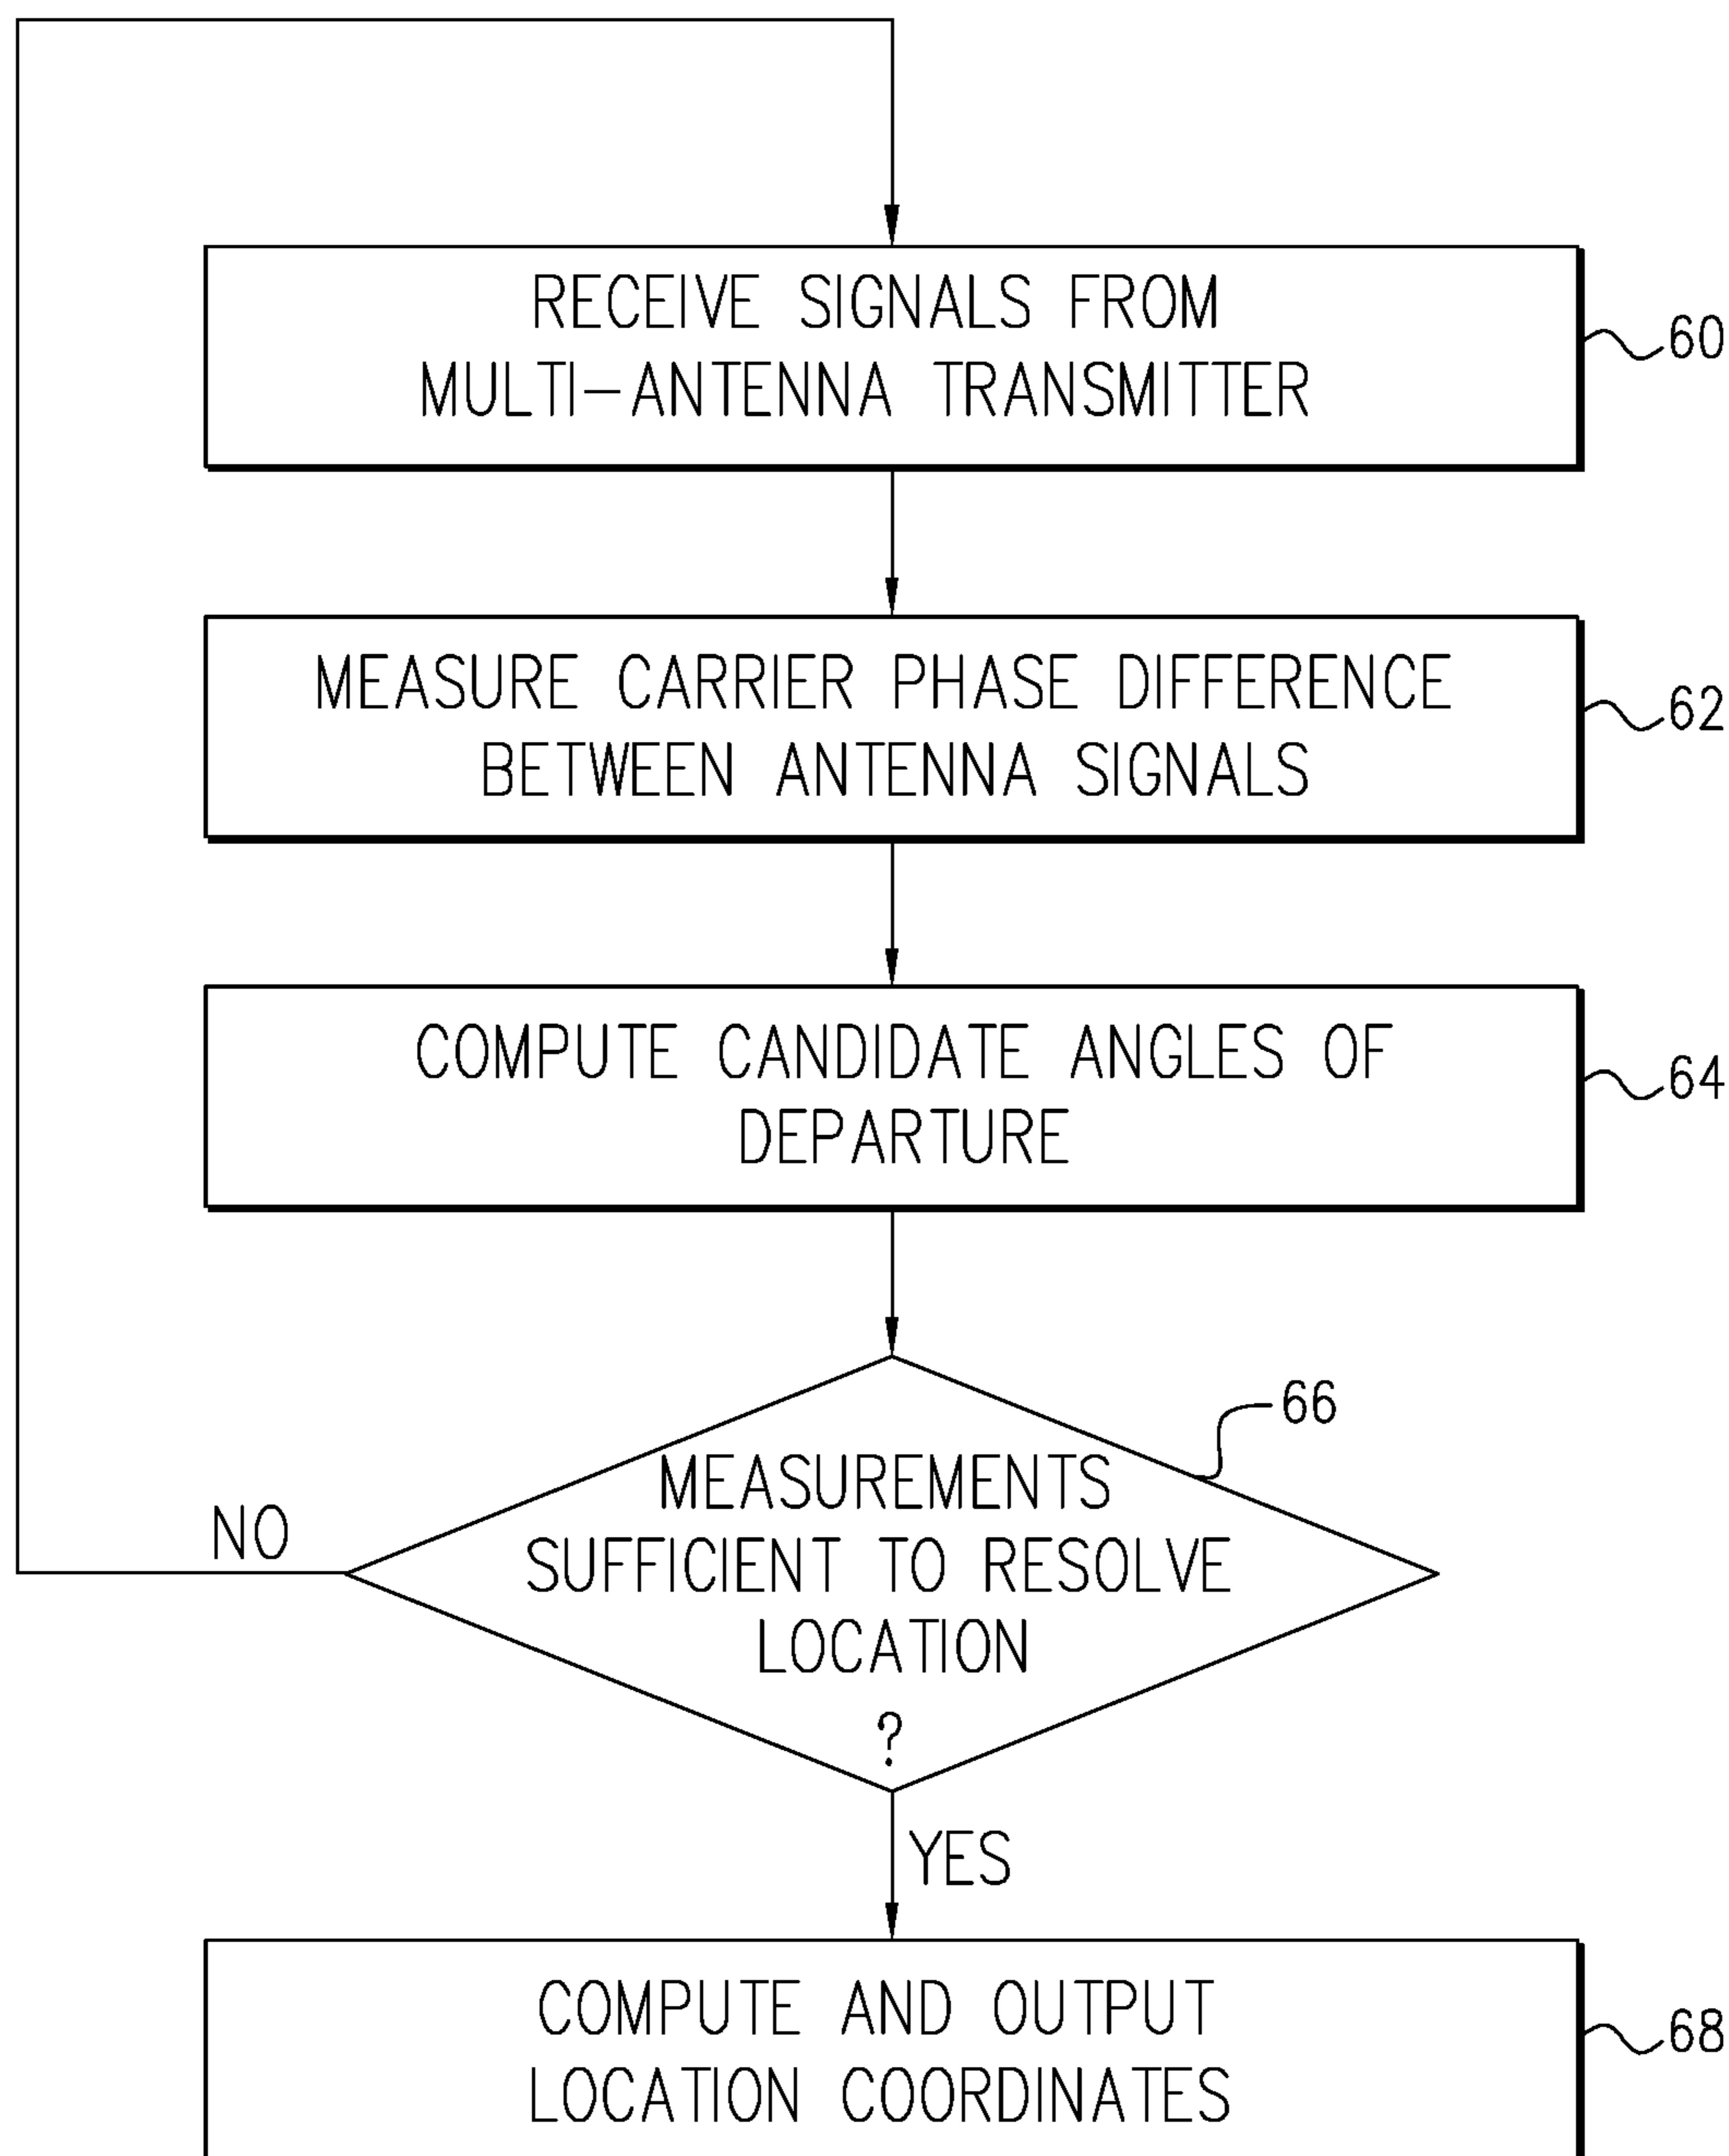 RECEIVE SIGNALS FROM
MULTI-ANTENNA TRANSMITTER
60
MEASURE CARRIER PHASE DIFFERENCE
BETWEEN ANTENNA SIGNALS
62
COMPUTE CANDIDATE ANGLES OF
DEPARTURE
64
66
MEASUREMENTS
SUFFICIENT TO RESOLVE
LOCATION
?
NO
YES
COMPUTE AND OUTPUT
LOCATION COORDINATES
68